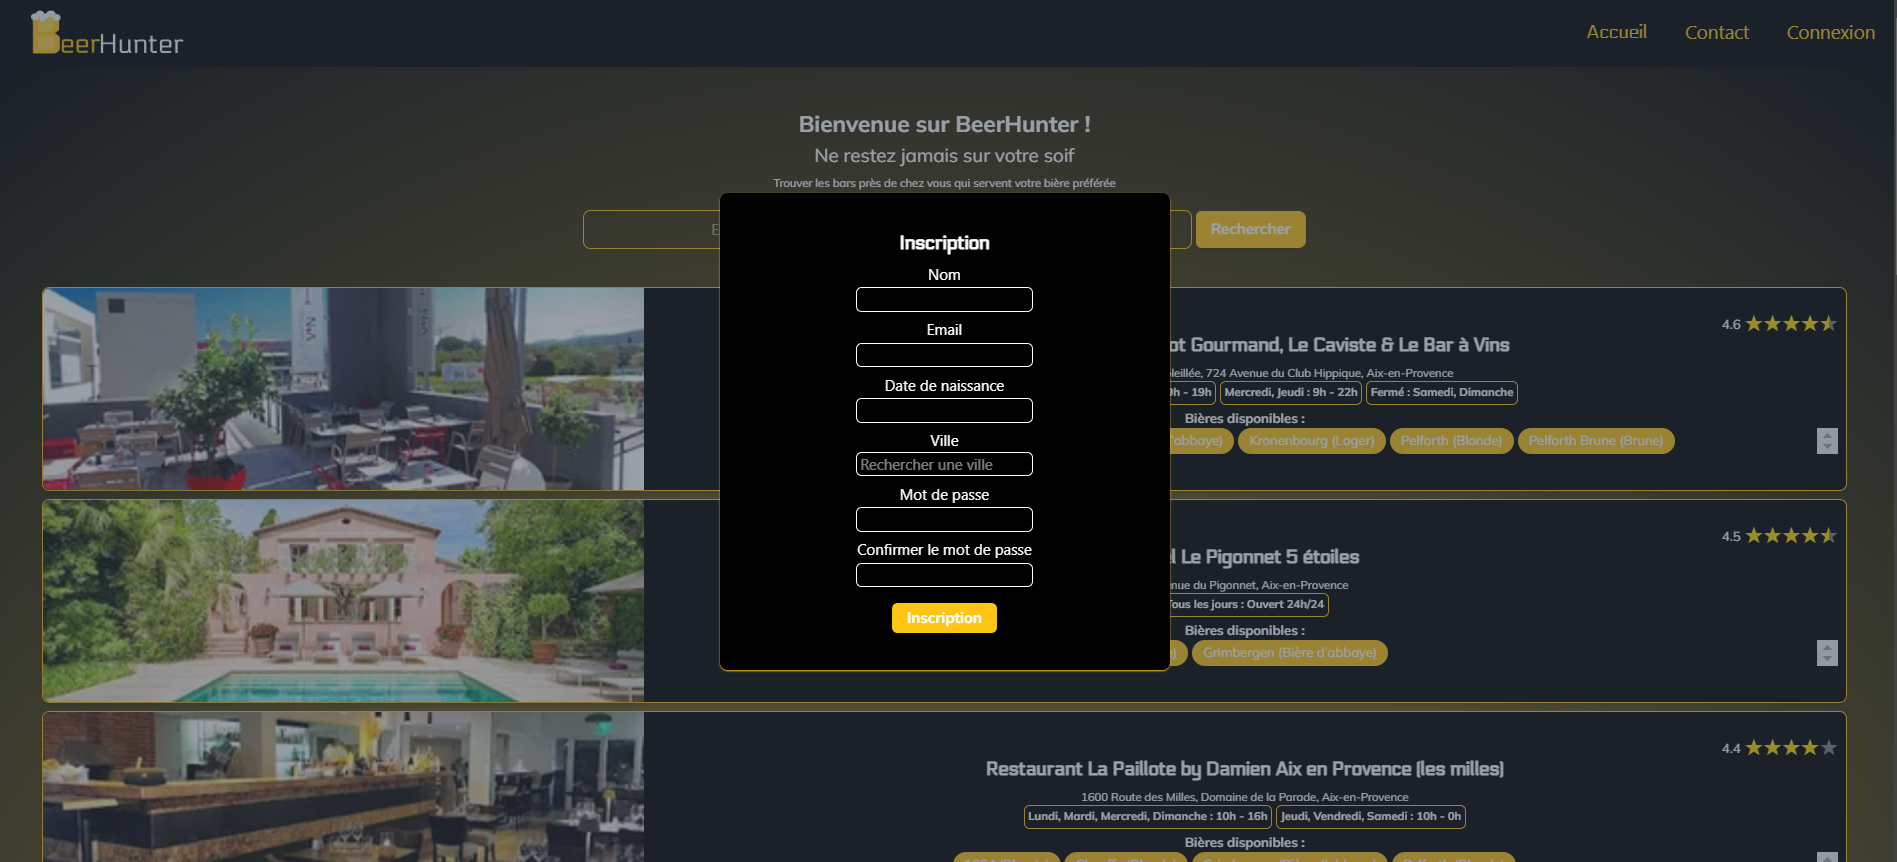 BeerHunter
Accueil
Contact
Connexion
Bienvenue sur BeerHunter !
Ne restez jamais sur votre soif
Trouver les bars près de chez vous qui servent votre bière préférée
Rechercher
Inscription
Nom
Email
Date de naissance
Ville
Rechercher une ville
Mot de passe
Confirmer le mot de passe
Inscription
4.6
Gourmand, Le Caviste & Le Bar à Vins
724 Avenue du Club Hippique, Aix-en-Provence
- 19h
Mercredi, Jeudi : 9h - 22h
Fermé : Samedi, Dimanche
Bières disponibles :
d'abbaye)
Kronenbourg (Lager)
Pelforth (Blonde)
Pelforth Brune (Brune)
4.5
Le Pigonnet 5 étoiles
du Pigonnet, Aix-en-Provence
Tous les jours : Ouvert 24h/24
Bières disponibles :
Grimbergen (Bière d'abbaye)
4.4
Restaurant La Paillote by Damien Aix en Provence (les milles)
1600 Route des Milles, Domaine de la Parade, Aix-en-Provence
Lundi, Mardi, Mercredi, Dimanche : 10h - 16h
Jeudi, Vendredi, Samedi : 10h - 0h
Bières disponibles :